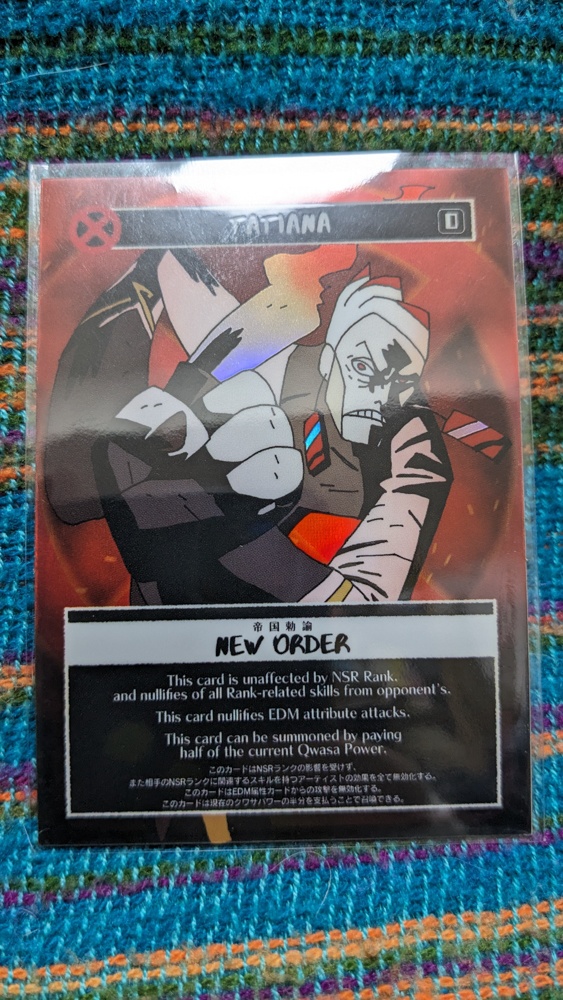 TATIANA
D
帝国勅諭
NEW ORDER
This card is unaffected by NSR Rank.
and nullifies of all Rank-related skills from opponent's.
This card nullifies EDM attribute attacks.
This card can be summoned by paying
half of the current Qwasa Power.
このカードはNSRランクの影響を受けず、
また相手のNSRランクに関連するスキルを持つアーティストの効果を全て無効化する。
このカードはEDM属性カードからの攻撃を無効化する。
このカードは現在のクワサパワーの半分を支払うことで召喚できる。